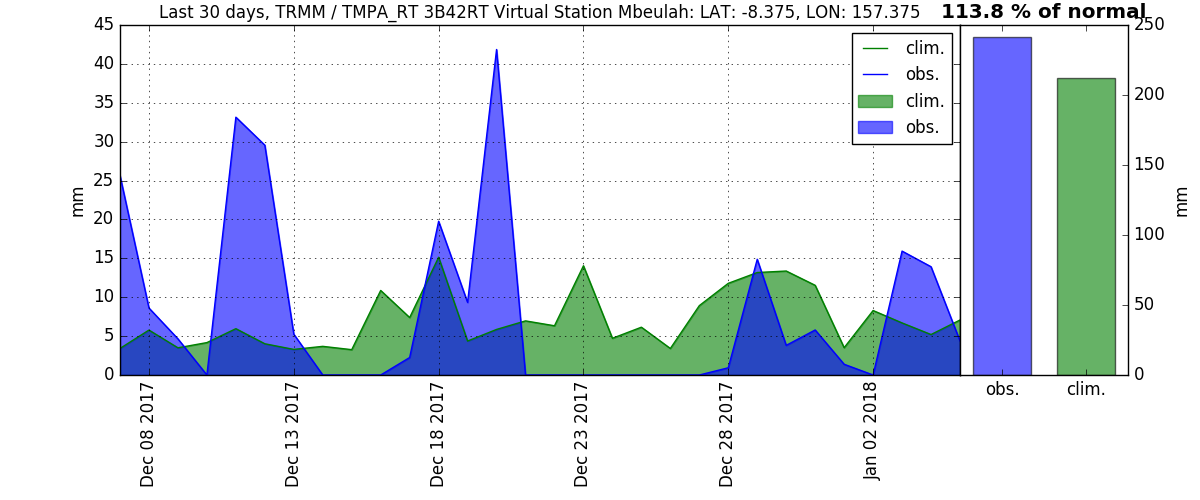 Last 30 days, TRMM / TMPA_RT 3B42RT Virtual Station Mbeulah: LAT: -8.375, LON: 157.375
113.8 % of normal
45
40
35
30
25
20
15
10
5
0
mm
clim.
obs.
clim.
obs.
250
200
150
100
50
0
mm
Dec 08 2017
Dec 13 2017
Dec 18 2017
Dec 23 2017
Dec 28 2017
Jan 02 2018
obs.
clim.